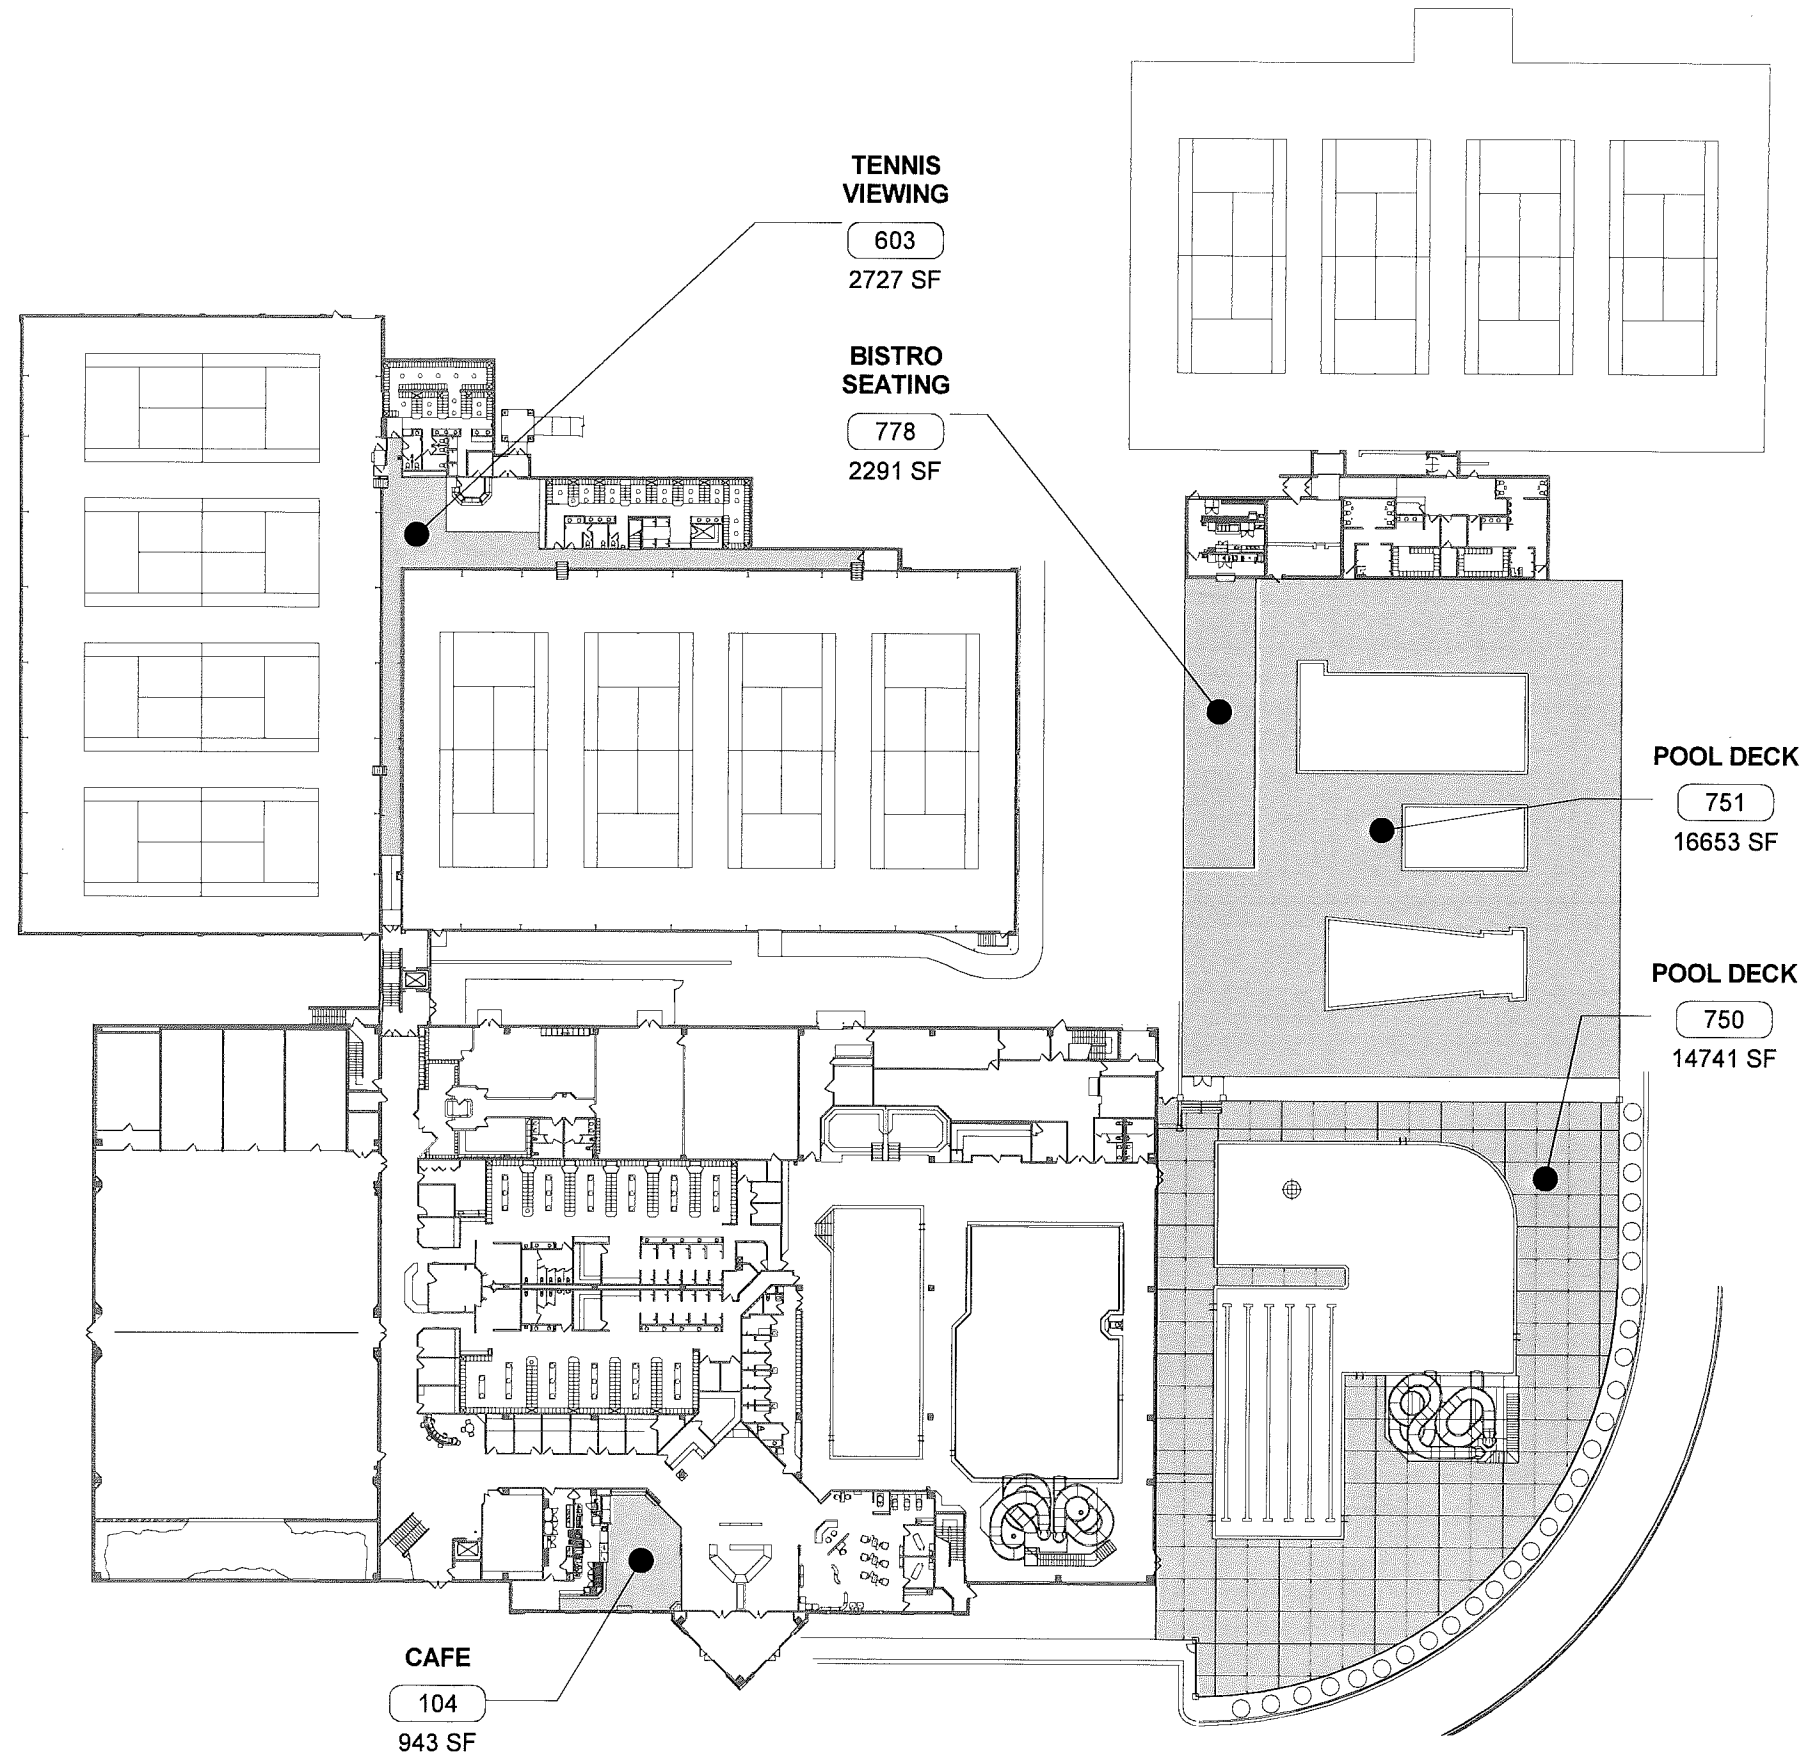 TENNIS
VIEWING
603
2727 SF
BISTRO
SEATING
778
2291 SF
POOL DECK
751
16653 SF
POOL DECK
750
14741 SF
CAFE
104
943 SF